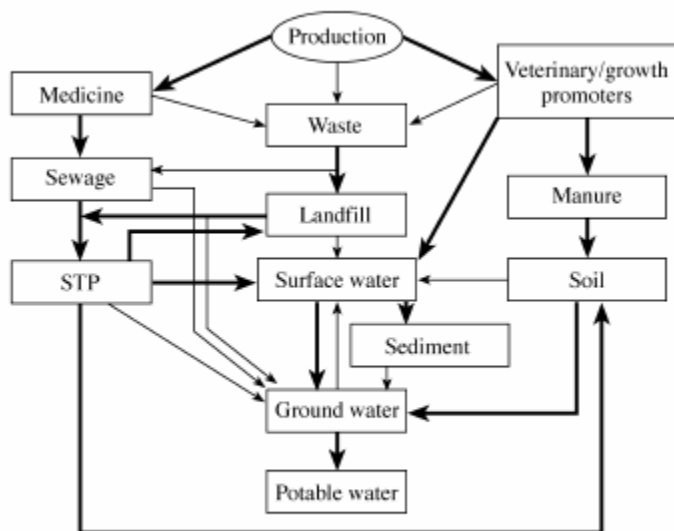 Production
Medicine
Veterinary/growth
promoters
Waste
Sewage
Manure
Landfill
STP
Surface water
Soil
Sediment
Ground water
Potable water